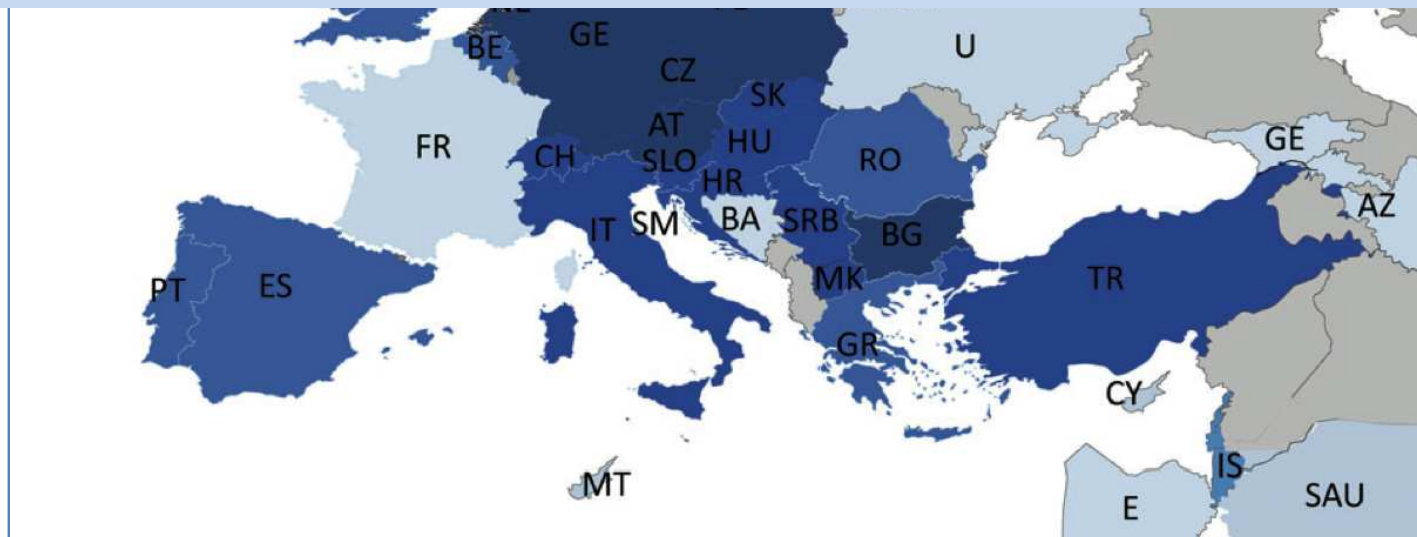 GE
U
BE
CZ
SK
AT
HU
GE
FR
CH
SLO
RO
HR
AZ
IT
SM
BA
SRB
BG
MK
TR
PT
ES
GR
CY
IS
MT
SAU
E